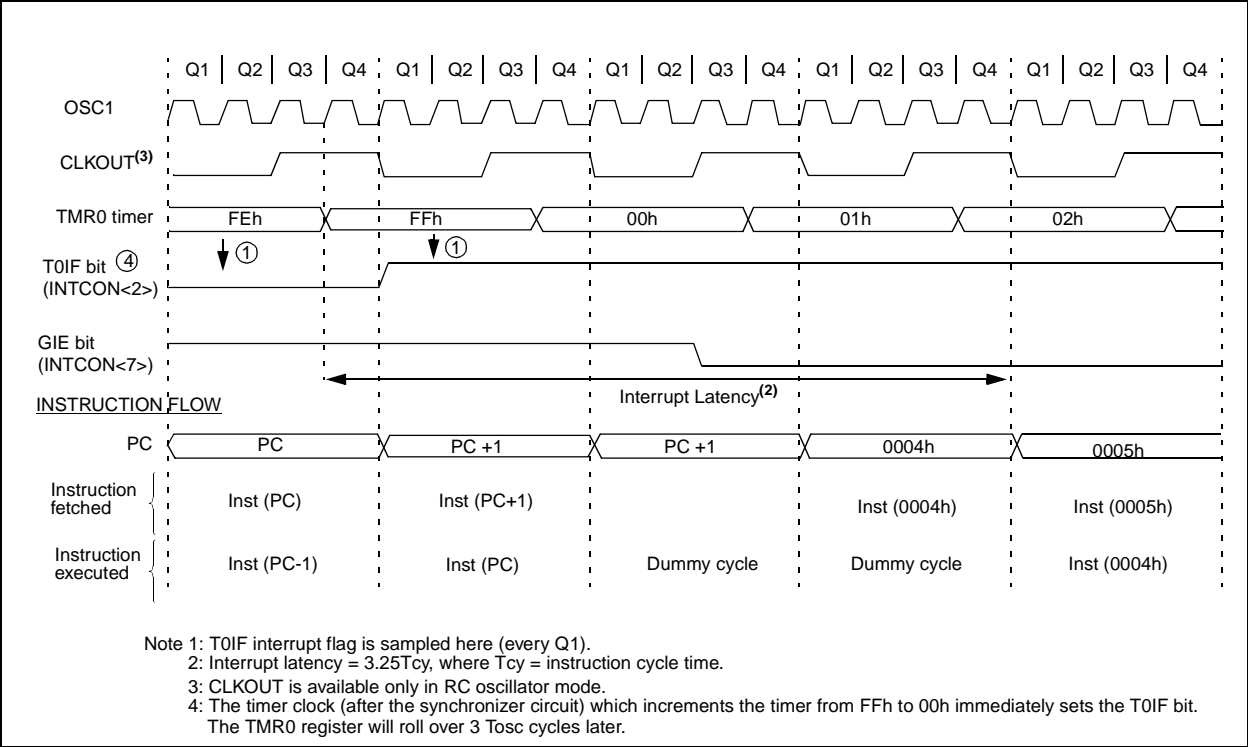 Q1 Q2 Q3 Q4 Q1 Q2 Q3 Q4 Q1 Q2 Q3 Q4 Q1 Q2 Q3 Q4 Q1 Q2 Q3 Q4
OSC1
CLKOUT(3)
TMR0 timer FEh FFh 00h 01h 02h
1 1
T0IF bit 4
(INTCON<2>)
GIE bit
(INTCON<7>)
Interrupt Latency(2)
INSTRUCTION FLOW
PC PC PC +1 PC +1 0004h 0005h
Instruction
fetched
Inst (PC) Inst (PC+1) Inst (0004h) Inst (0005h)
Instruction
executed
Inst (PC-1) Inst (PC) Dummy cycle Dummy cycle Inst (0004h)
Note 1: T0IF interrupt flag is sampled here (every Q1).
2: Interrupt latency = 3.25Tcy, where Tcy = instruction cycle time.
3: CLKOUT is available only in RC oscillator mode.
4: The timer clock (after the synchronizer circuit) which increments the timer from FFh to 00h immediately sets the T0IF bit.
The TMR0 register will roll over 3 Tosc cycles later.